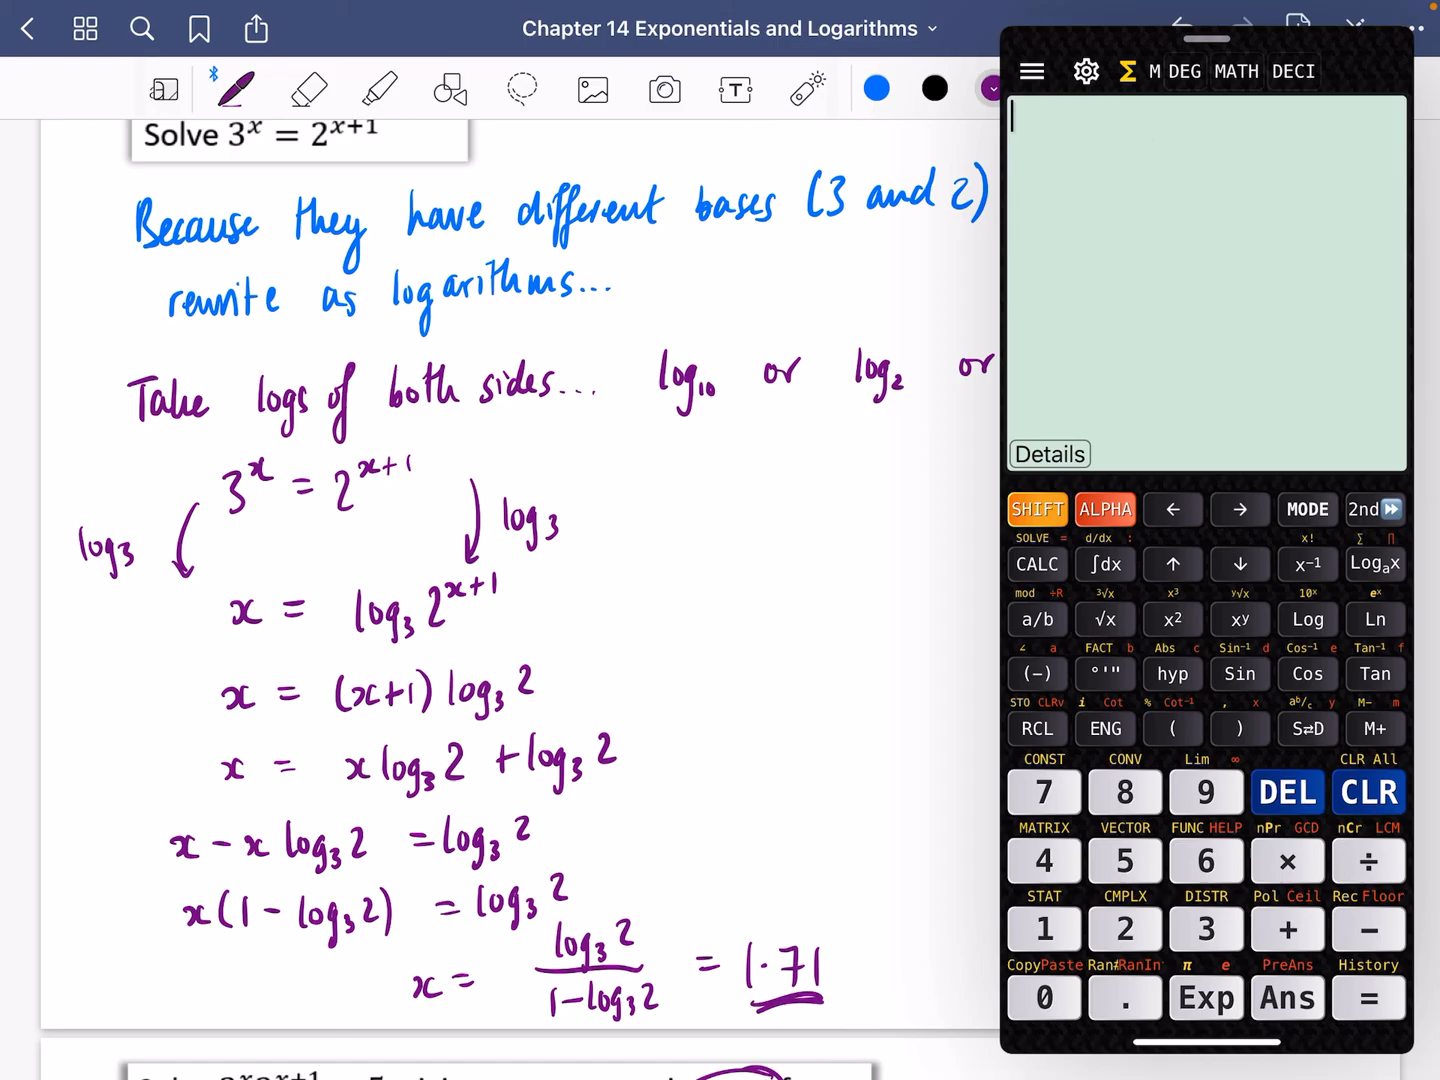 Chapter 14 Exponentials and Logarithms
Solve 3ˣ = 2ˣ⁺¹
Because they have different bases (3 and 2)
rewrite as logarithms...
Take logs of both sides... log₁₀ or log₂ or
3ˣ = 2ˣ⁺¹
log₃ log₃
x = log₃ 2ˣ⁺¹
x = (x+1) log₃ 2
x = x log₃ 2 + log₃ 2
x - x log₃ 2 = log₃ 2
x(1 - log₃ 2) = log₃ 2
x = log₃ 2 / 1 - log₃ 2 = 1.71
Σ M DEG MATH DECI
Details
SHIFT ALPHA ← → MODE 2nd
SOLVE = d/dx : x! ∑ ∏
CALC ∫dx ↑ ↓ x⁻¹ Logₐx
mod ÷R ³√x x³ ʸ√x 10ˣ eˣ
a/b √x x² xʸ Log Ln
∠ a FACT b Abs c Sin⁻¹ d Cos⁻¹ e Tan⁻¹ f
(−) °'" hyp Sin Cos Tan
STO CLRv i Cot % Cot⁻¹ , x aᵇ/c y M− m
RCL ENG ( ) S⇄D M+
CONST CONV Lim ∞ CLR All
7 8 9 DEL CLR
MATRIX VECTOR FUNC HELP nPr GCD nCr LCM
4 5 6 × ÷
STAT CMPLX DISTR Pol Ceil Rec Floor
1 2 3 + −
CopyPaste Ran#RanIn π e PreAns History
0 . Exp Ans =